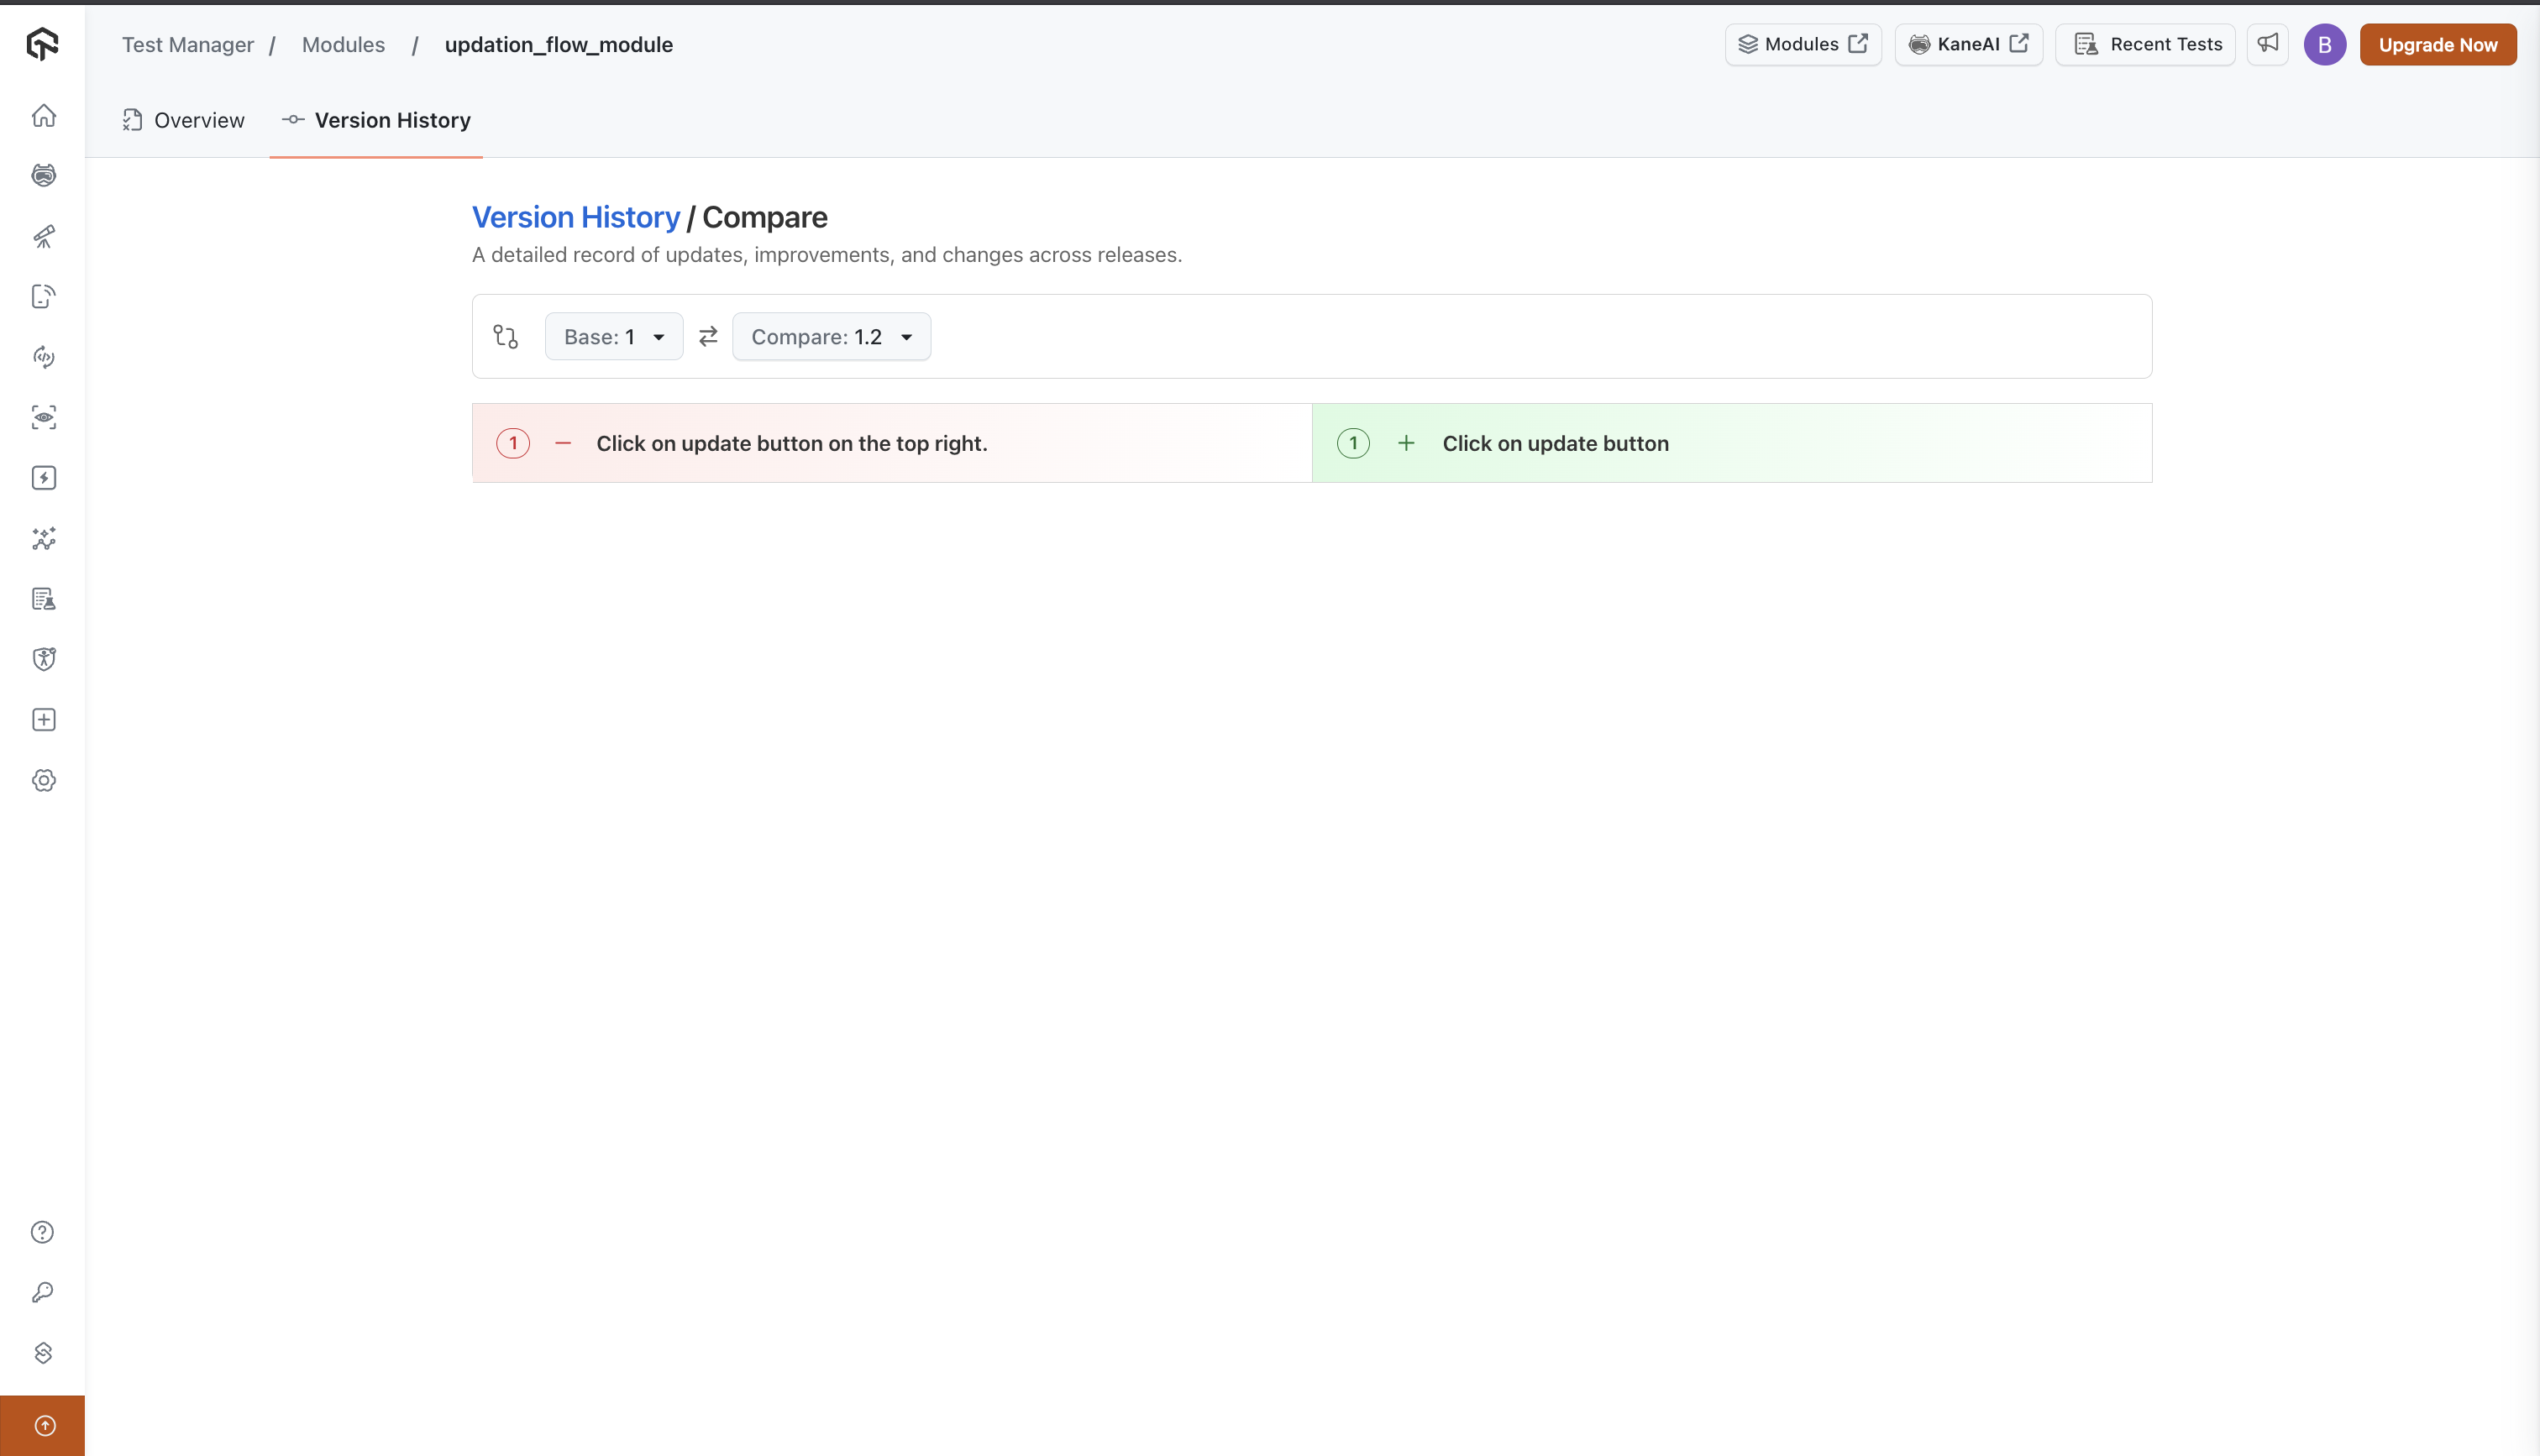 Test Manager / Modules / updation_flow_module
Modules
KaneAI
Recent Tests
B
Upgrade Now
Overview
Version History
Version History / Compare
A detailed record of updates, improvements, and changes across releases.
Base: 1
Compare: 1.2
1 − Click on update button on the top right.
1 + Click on update button